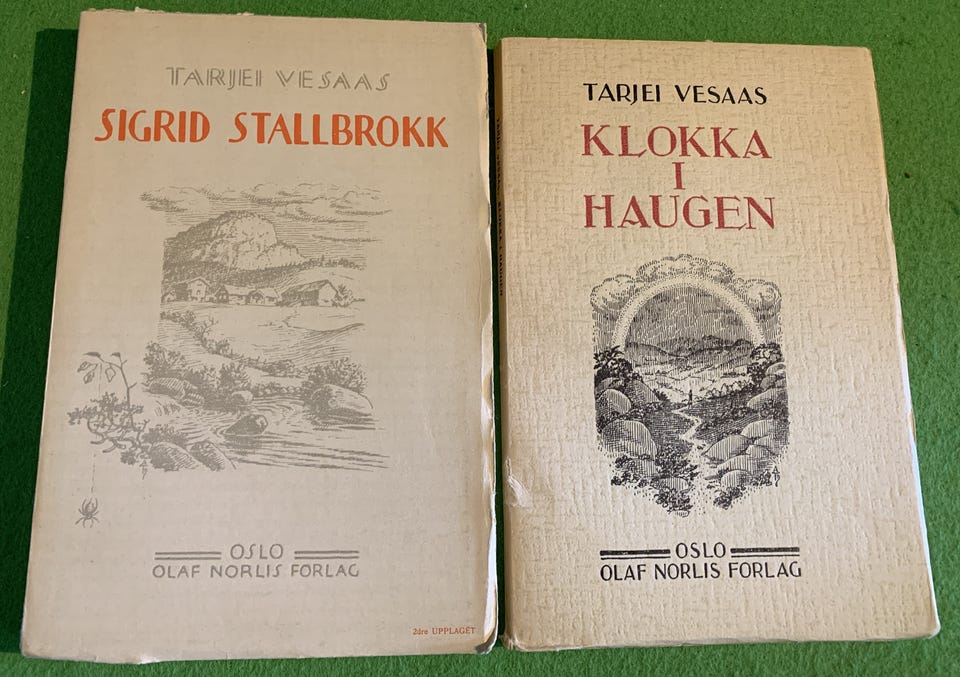 TARJEI VESAAS
SIGRID STALLBROKK
OSLO
OLAF NORLIS FORLAG
2dre UPPLAGET
TARJEI VESAAS
KLOKKA
I
HAUGEN
OSLO
OLAF NORLIS FORLAG